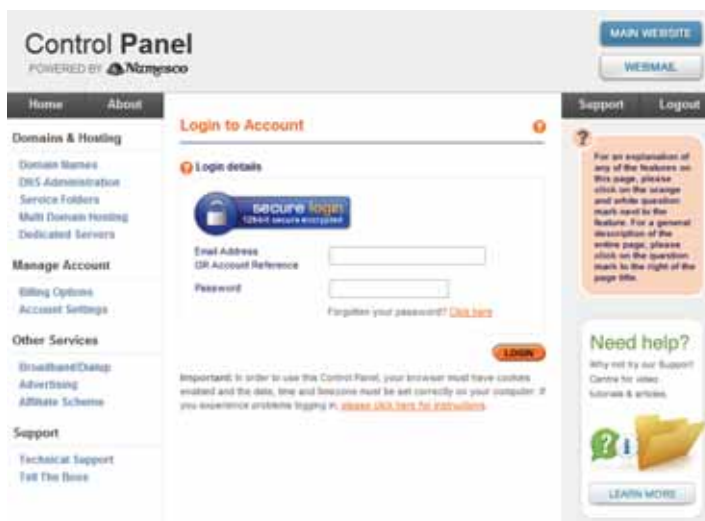 Control Panel
POWERED BY Namesco
MAIN WEBSITE
WEBMAIL
Home About
Support Logout
Domains & Hosting
Domain Names
DNS Administration
Service Folders
Multi Domain Hosting
Dedicated Servers
Manage Account
Billing Options
Account Settings
Other Services
Broadband/Dialup
Advertising
Affiliate Scheme
Support
Technical Support
Tell The Boss
Login to Account ?
? Login details
secure login
128bit secure encrypted
Email Address
OR Account Reference
Password
Forgotten your password? Click here
LOGIN
Important: In order to use this Control Panel, your browser must have cookies
enabled and the date, time and timezone must be set correctly on your computer. If
you experience problems logging in, please click here for instructions.
?
For an explanation of
any of the features on
this page, please
click on the orange
and white question
mark next to the
feature. For a general
description of the
entire page, please
click on the question
mark to the right of the
page title.
Need help?
Why not try our Support
Centre for video
tutorials & articles.
? i
LEARN MORE